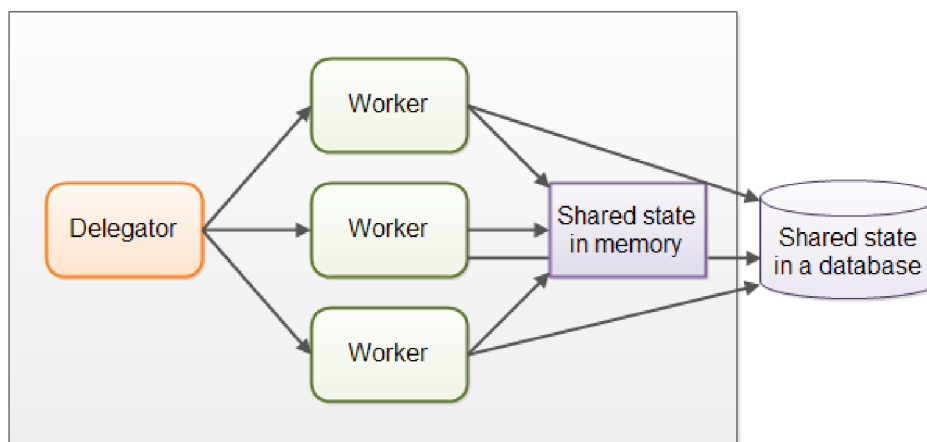 Worker
Delegator
Worker
Shared state
in memory
Shared state
in a database
Worker